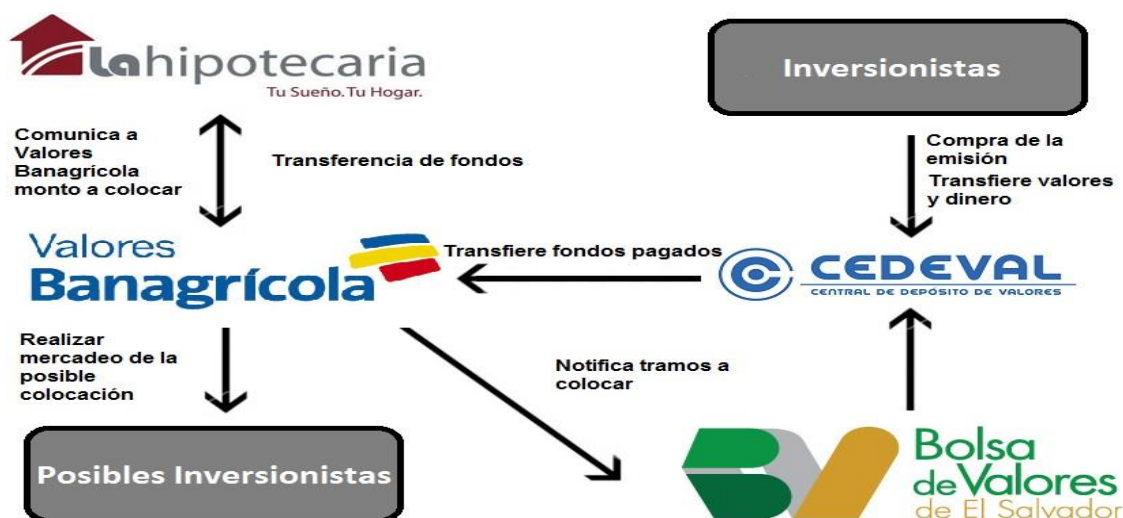 Lahipotecaria
Tu Sueño.Tu Hogar.
Inversionistas
Comunica a
Valores
Banagrícola
monto a colocar
Transferencia de fondos
Compra de la
emisión
Transfiere valores
y dinero
Valores
Banagrícola
Transfiere fondos pagados
CEDEVAL
CENTRAL DE DEPÓSITO DE VALORES
Realizar
mercadeo de la
posible
colocación
Notifica tramos a
colocar
Posibles Inversionistas
BV
Bolsa
de Valores
de El Salvador